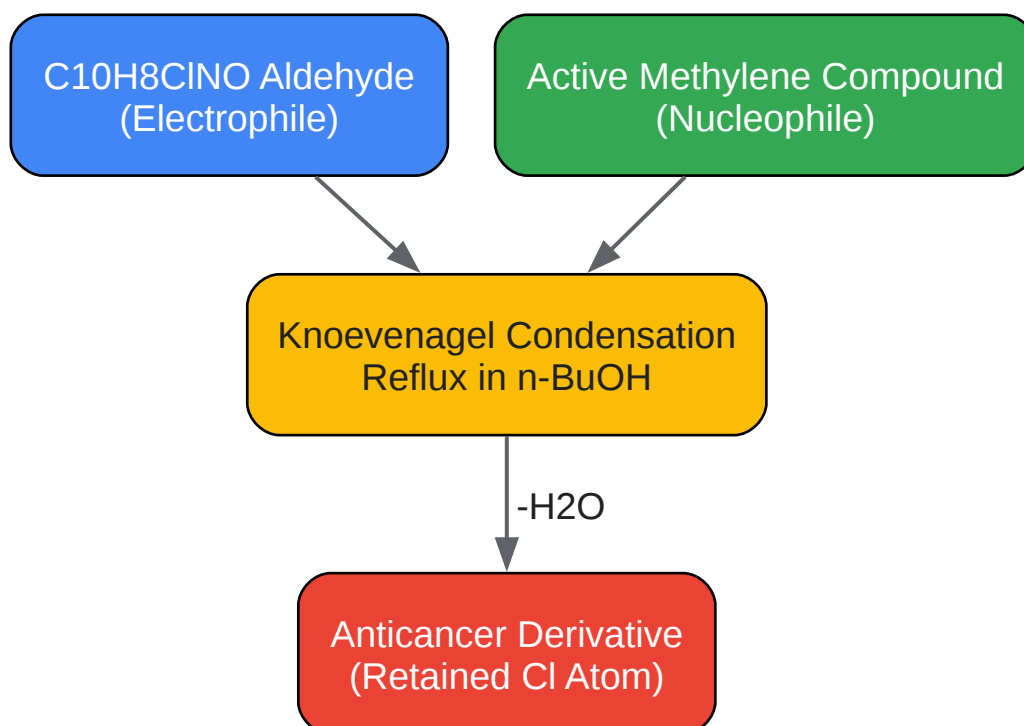 C10H8ClNO Aldehyde
(Electrophile)
Active Methylene Compound
(Nucleophile)
Knoevenagel Condensation
Reflux in n-BuOH
-H2O
Anticancer Derivative
(Retained Cl Atom)